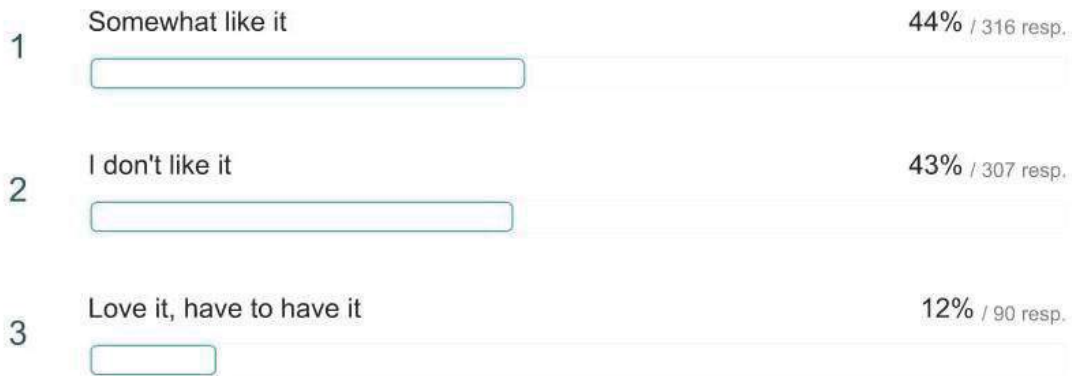 1 Somewhat like it 44% / 316 resp.
2 I don't like it 43% / 307 resp.
3 Love it, have to have it 12% / 90 resp.